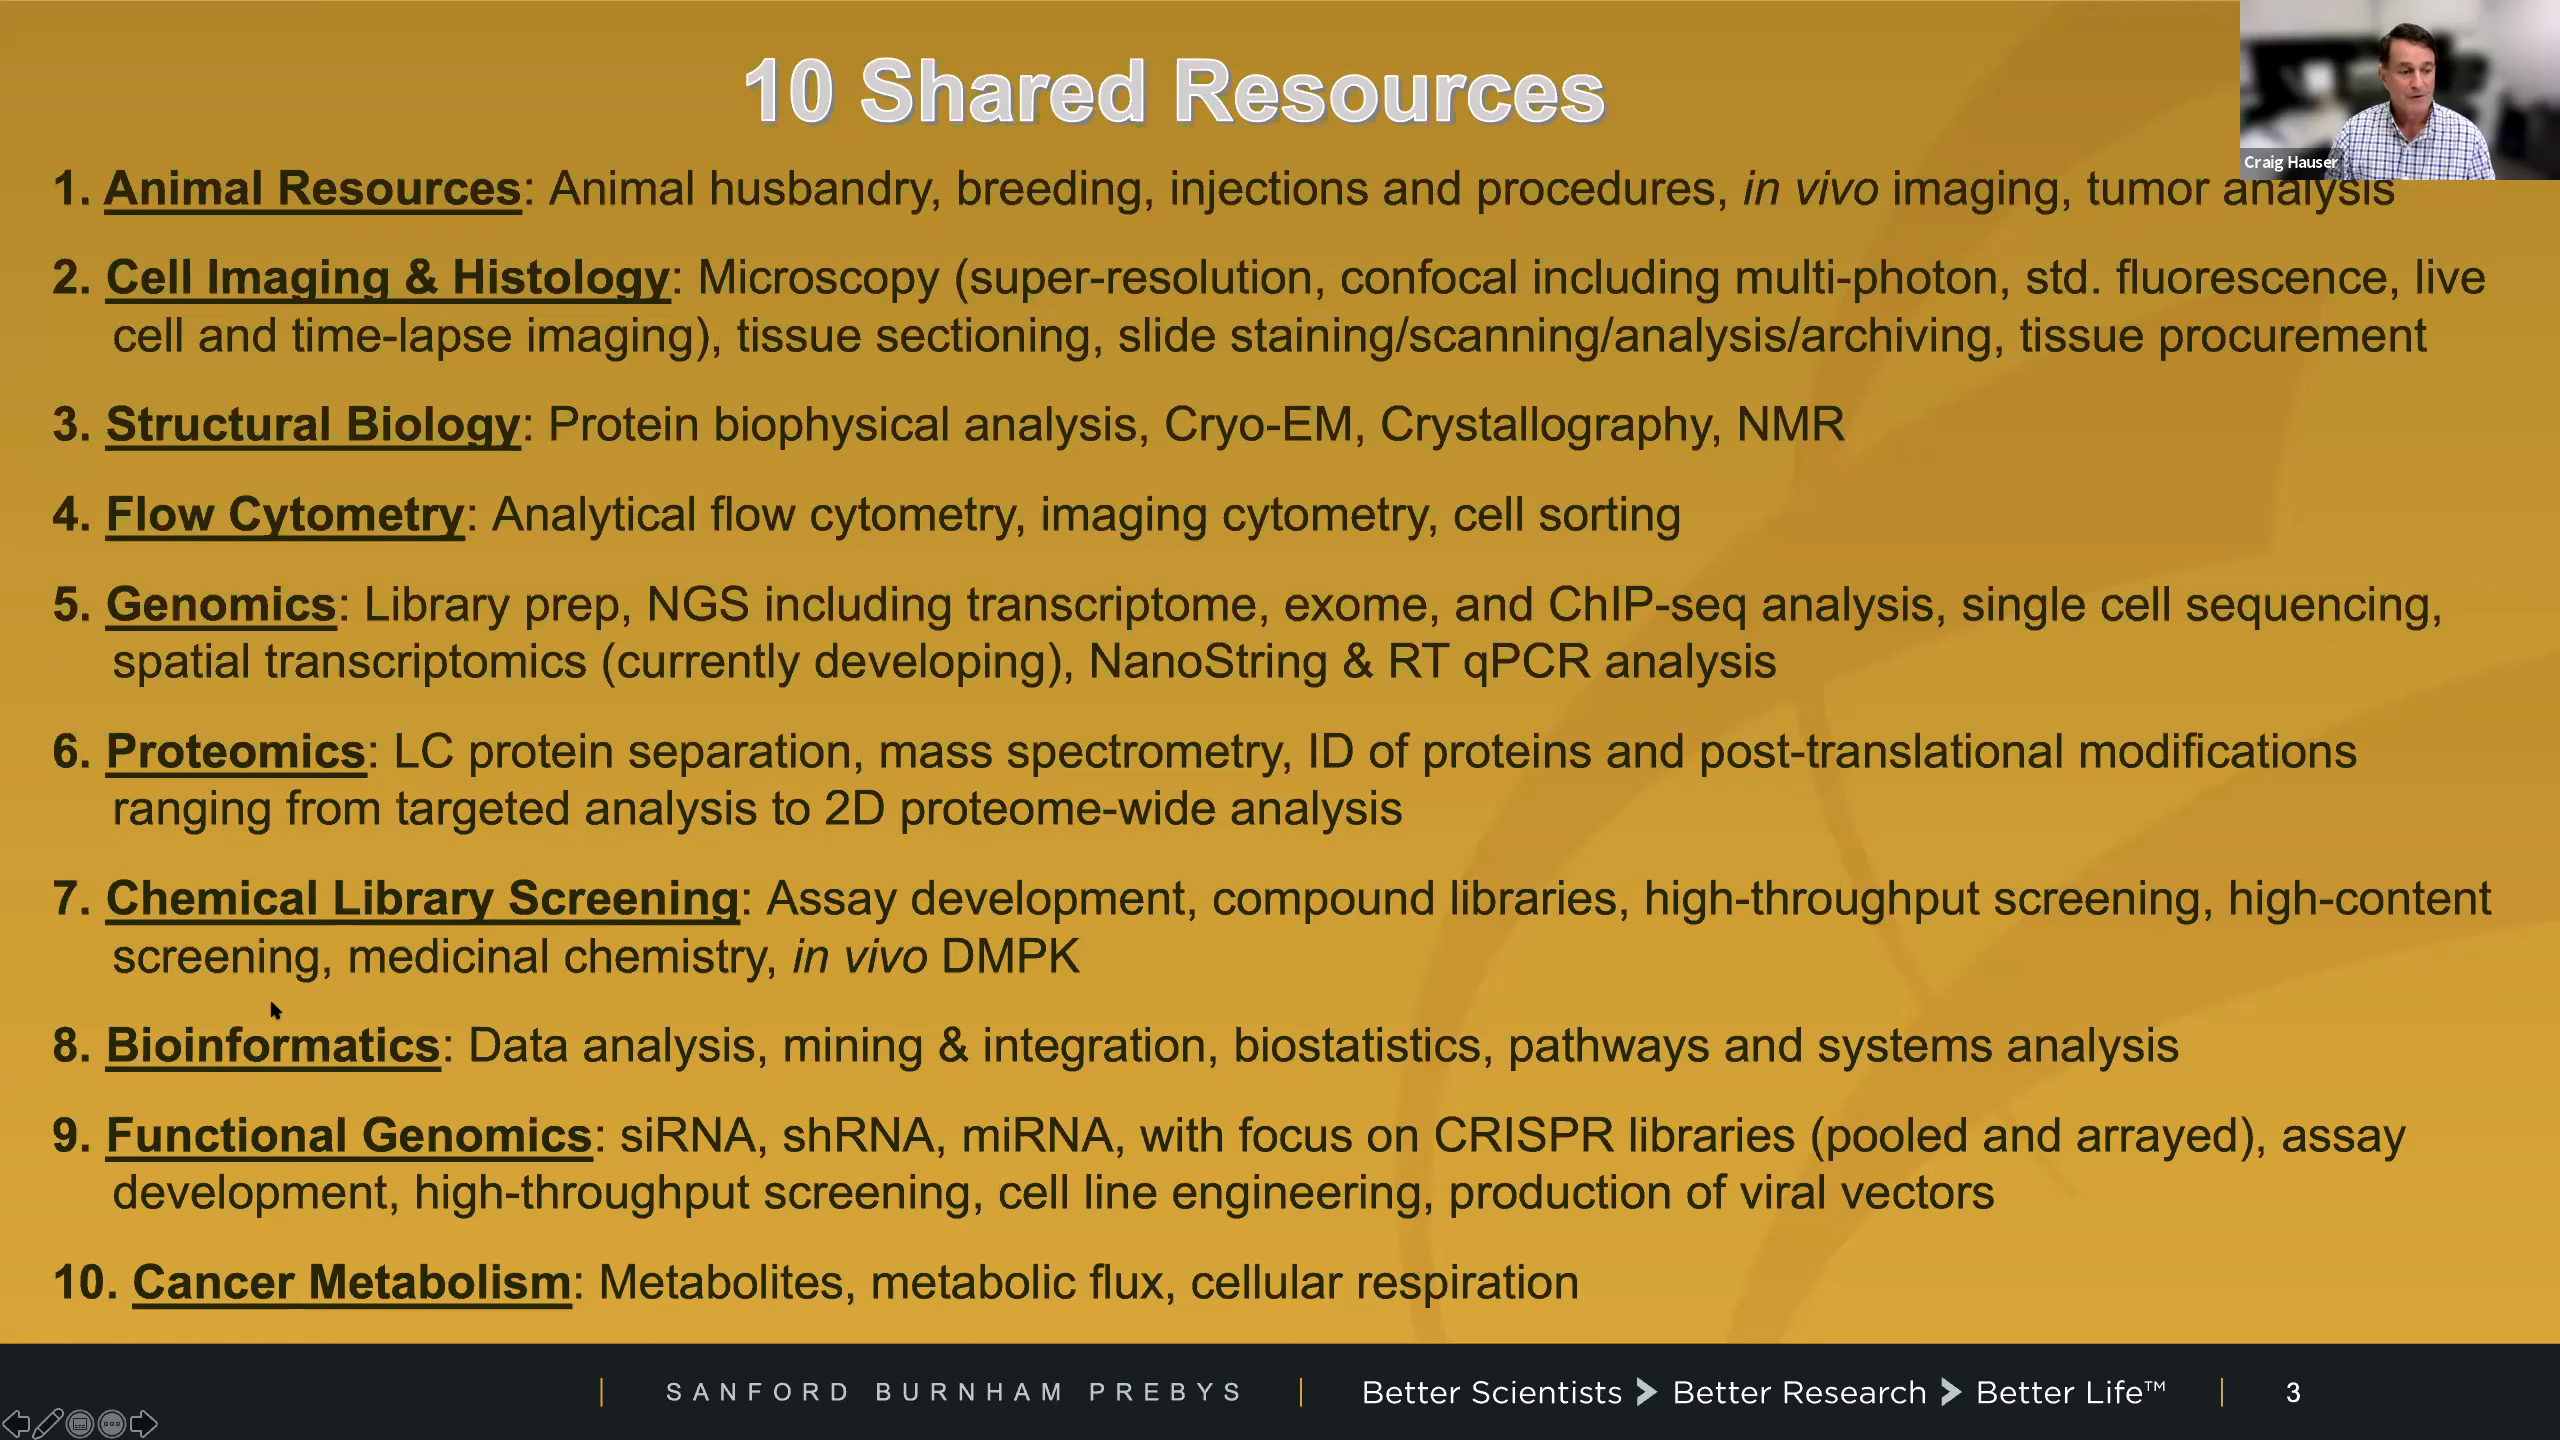 10 Shared Resources
Craig Hauser
1. Animal Resources: Animal husbandry, breeding, injections and procedures, in vivo imaging, tumor analysis
2. Cell Imaging & Histology: Microscopy (super-resolution, confocal including multi-photon, std. fluorescence, live
cell and time-lapse imaging), tissue sectioning, slide staining/scanning/analysis/archiving, tissue procurement
3. Structural Biology: Protein biophysical analysis, Cryo-EM, Crystallography, NMR
4. Flow Cytometry: Analytical flow cytometry, imaging cytometry, cell sorting
5. Genomics: Library prep, NGS including transcriptome, exome, and ChIP-seq analysis, single cell sequencing,
spatial transcriptomics (currently developing), NanoString & RT qPCR analysis
6. Proteomics: LC protein separation, mass spectrometry, ID of proteins and post-translational modifications
ranging from targeted analysis to 2D proteome-wide analysis
7. Chemical Library Screening: Assay development, compound libraries, high-throughput screening, high-content
screening, medicinal chemistry, in vivo DMPK
8. Bioinformatics: Data analysis, mining & integration, biostatistics, pathways and systems analysis
9. Functional Genomics: siRNA, shRNA, miRNA, with focus on CRISPR libraries (pooled and arrayed), assay
development, high-throughput screening, cell line engineering, production of viral vectors
10. Cancer Metabolism: Metabolites, metabolic flux, cellular respiration
| SANFORD BURNHAM PREBYS | Better Scientists > Better Research > Better Life™ | 3